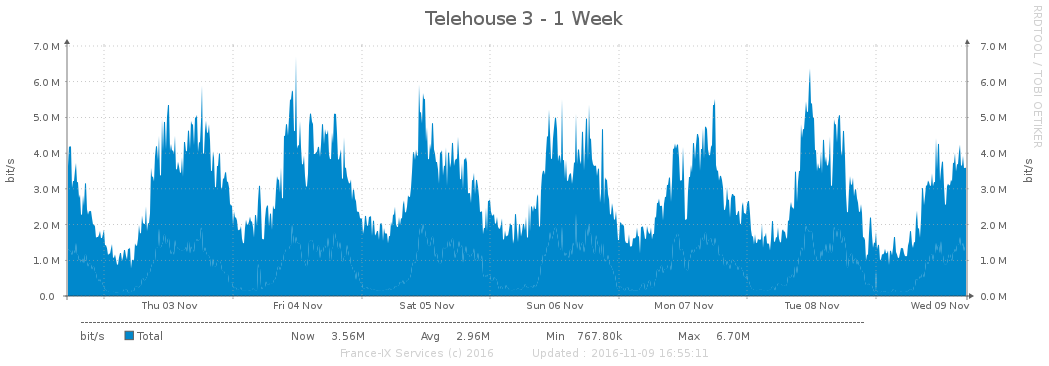 Telehouse 3 - 1 Week
RRDTOOL / TOBI OETIKER
bit/s
7.0 M 7.0 M
6.0 M 6.0 M
5.0 M 5.0 M
4.0 M 4.0 M
3.0 M 3.0 M
2.0 M 2.0 M
1.0 M 1.0 M
0.0 0.0 M
bit/s
Thu 03 Nov Fri 04 Nov Sat 05 Nov Sun 06 Nov Mon 07 Nov Tue 08 Nov Wed 09 Nov
bit/s Total Now 3.56M Avg 2.96M Min 767.80k Max 6.70M
France-IX Services (c) 2016 Updated : 2016-11-09 16:55:11